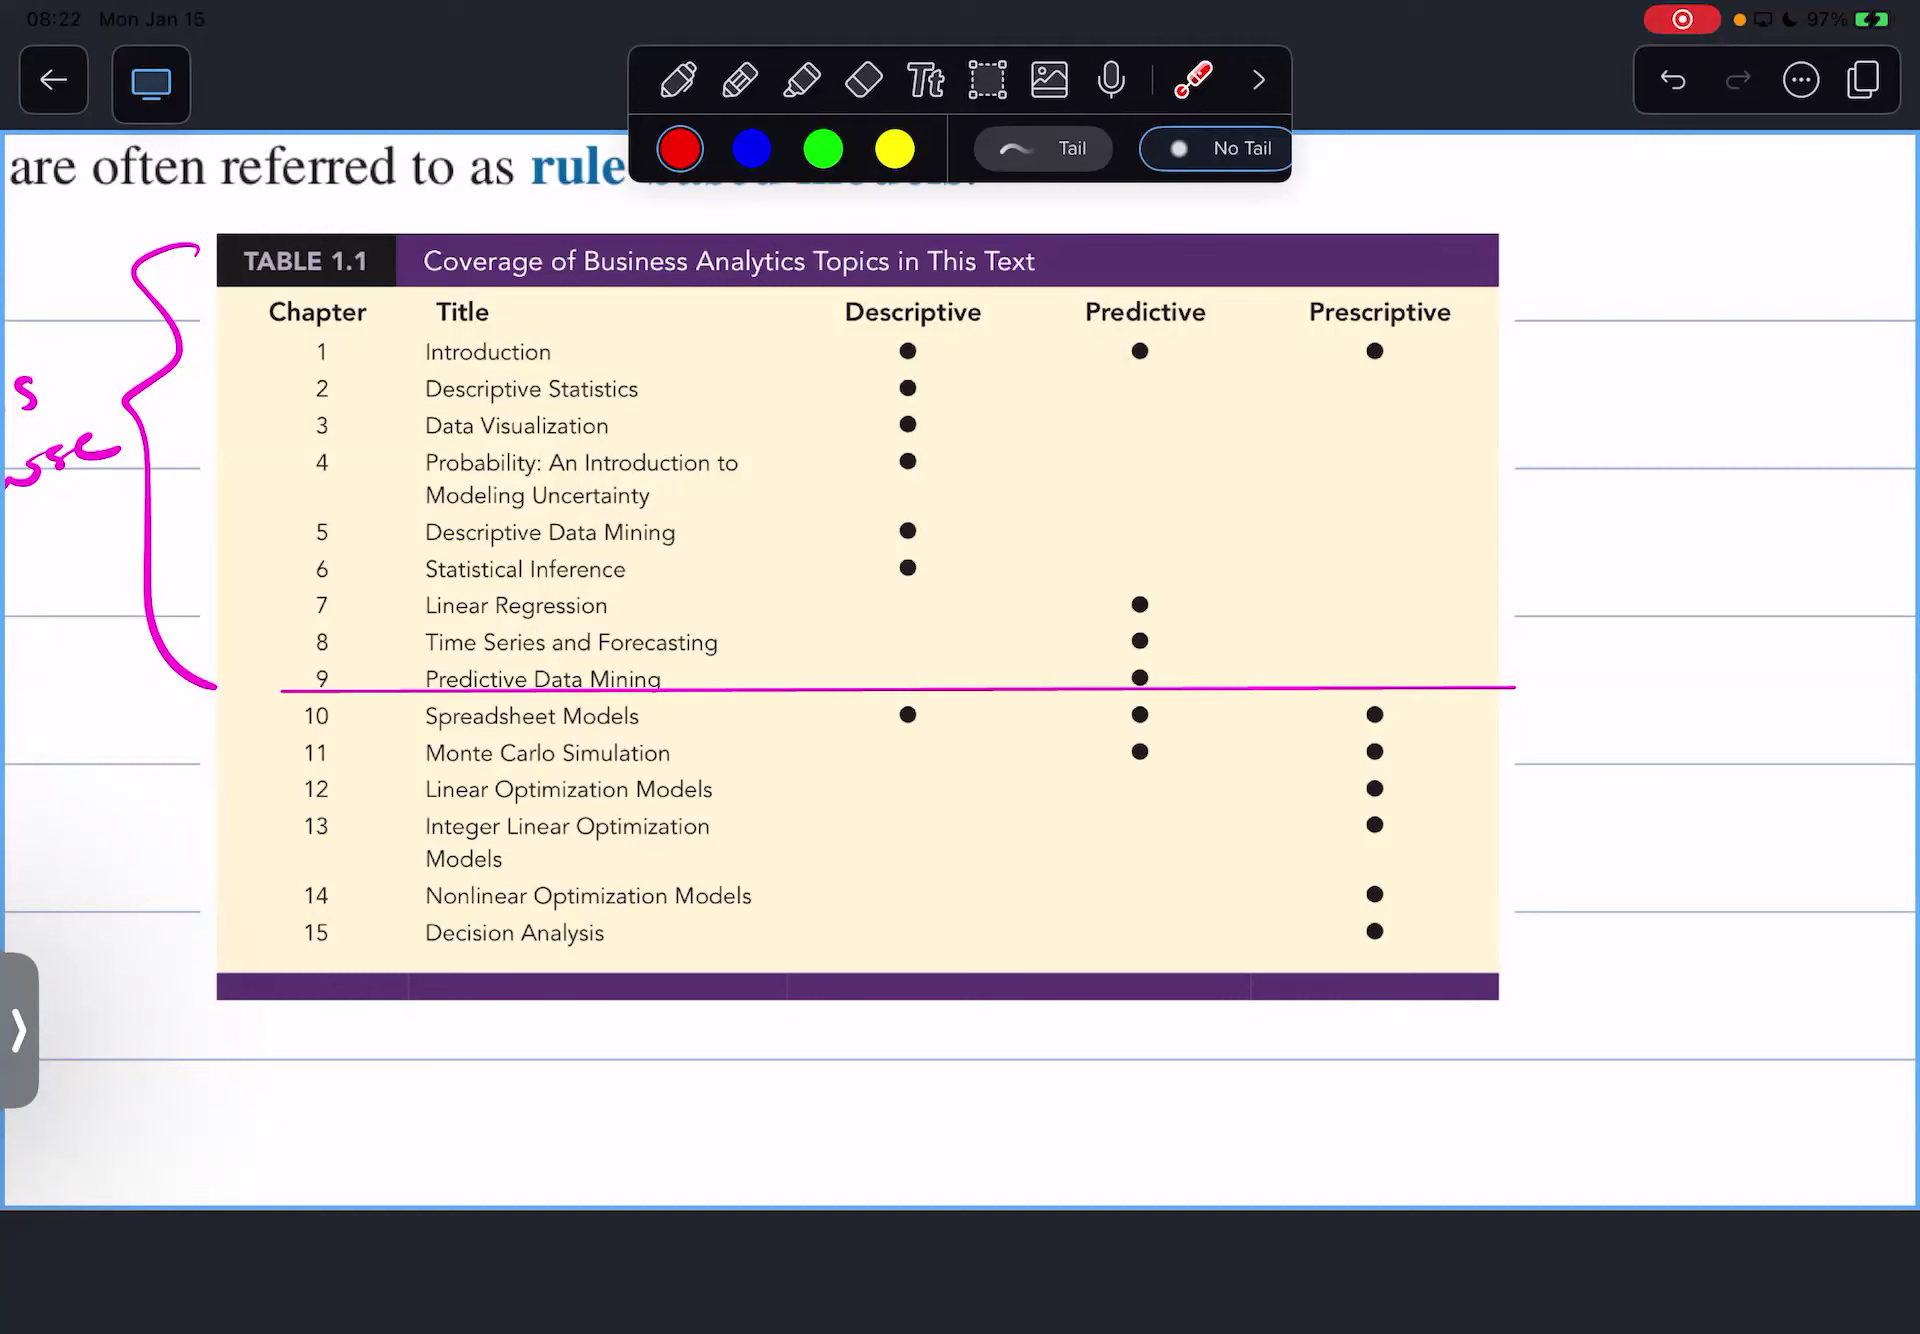 08:22 Mon Jan 15
97%
Tt
Tail
No Tail
are often referred to as rule
TABLE 1.1 Coverage of Business Analytics Topics in This Text
Chapter Title Descriptive Predictive Prescriptive
1 Introduction ● ● ●
2 Descriptive Statistics ●
3 Data Visualization ●
4 Probability: An Introduction to ●
Modeling Uncertainty
5 Descriptive Data Mining ●
6 Statistical Inference ●
7 Linear Regression ●
8 Time Series and Forecasting ●
9 Predictive Data Mining ●
10 Spreadsheet Models ● ● ●
11 Monte Carlo Simulation ● ●
12 Linear Optimization Models ●
13 Integer Linear Optimization ●
Models
14 Nonlinear Optimization Models ●
15 Decision Analysis ●
s